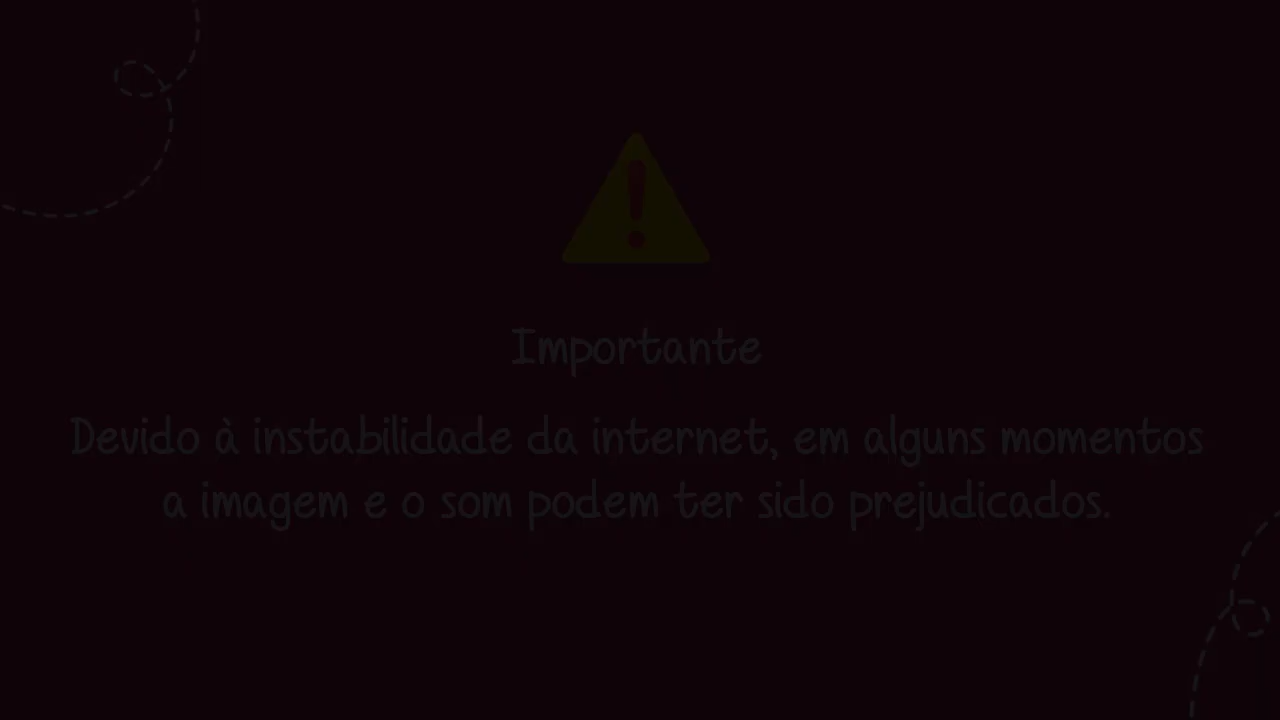 Importante
Devido à instabilidade da internet, em alguns momentos
a imagem e o som podem ter sido prejudicados.